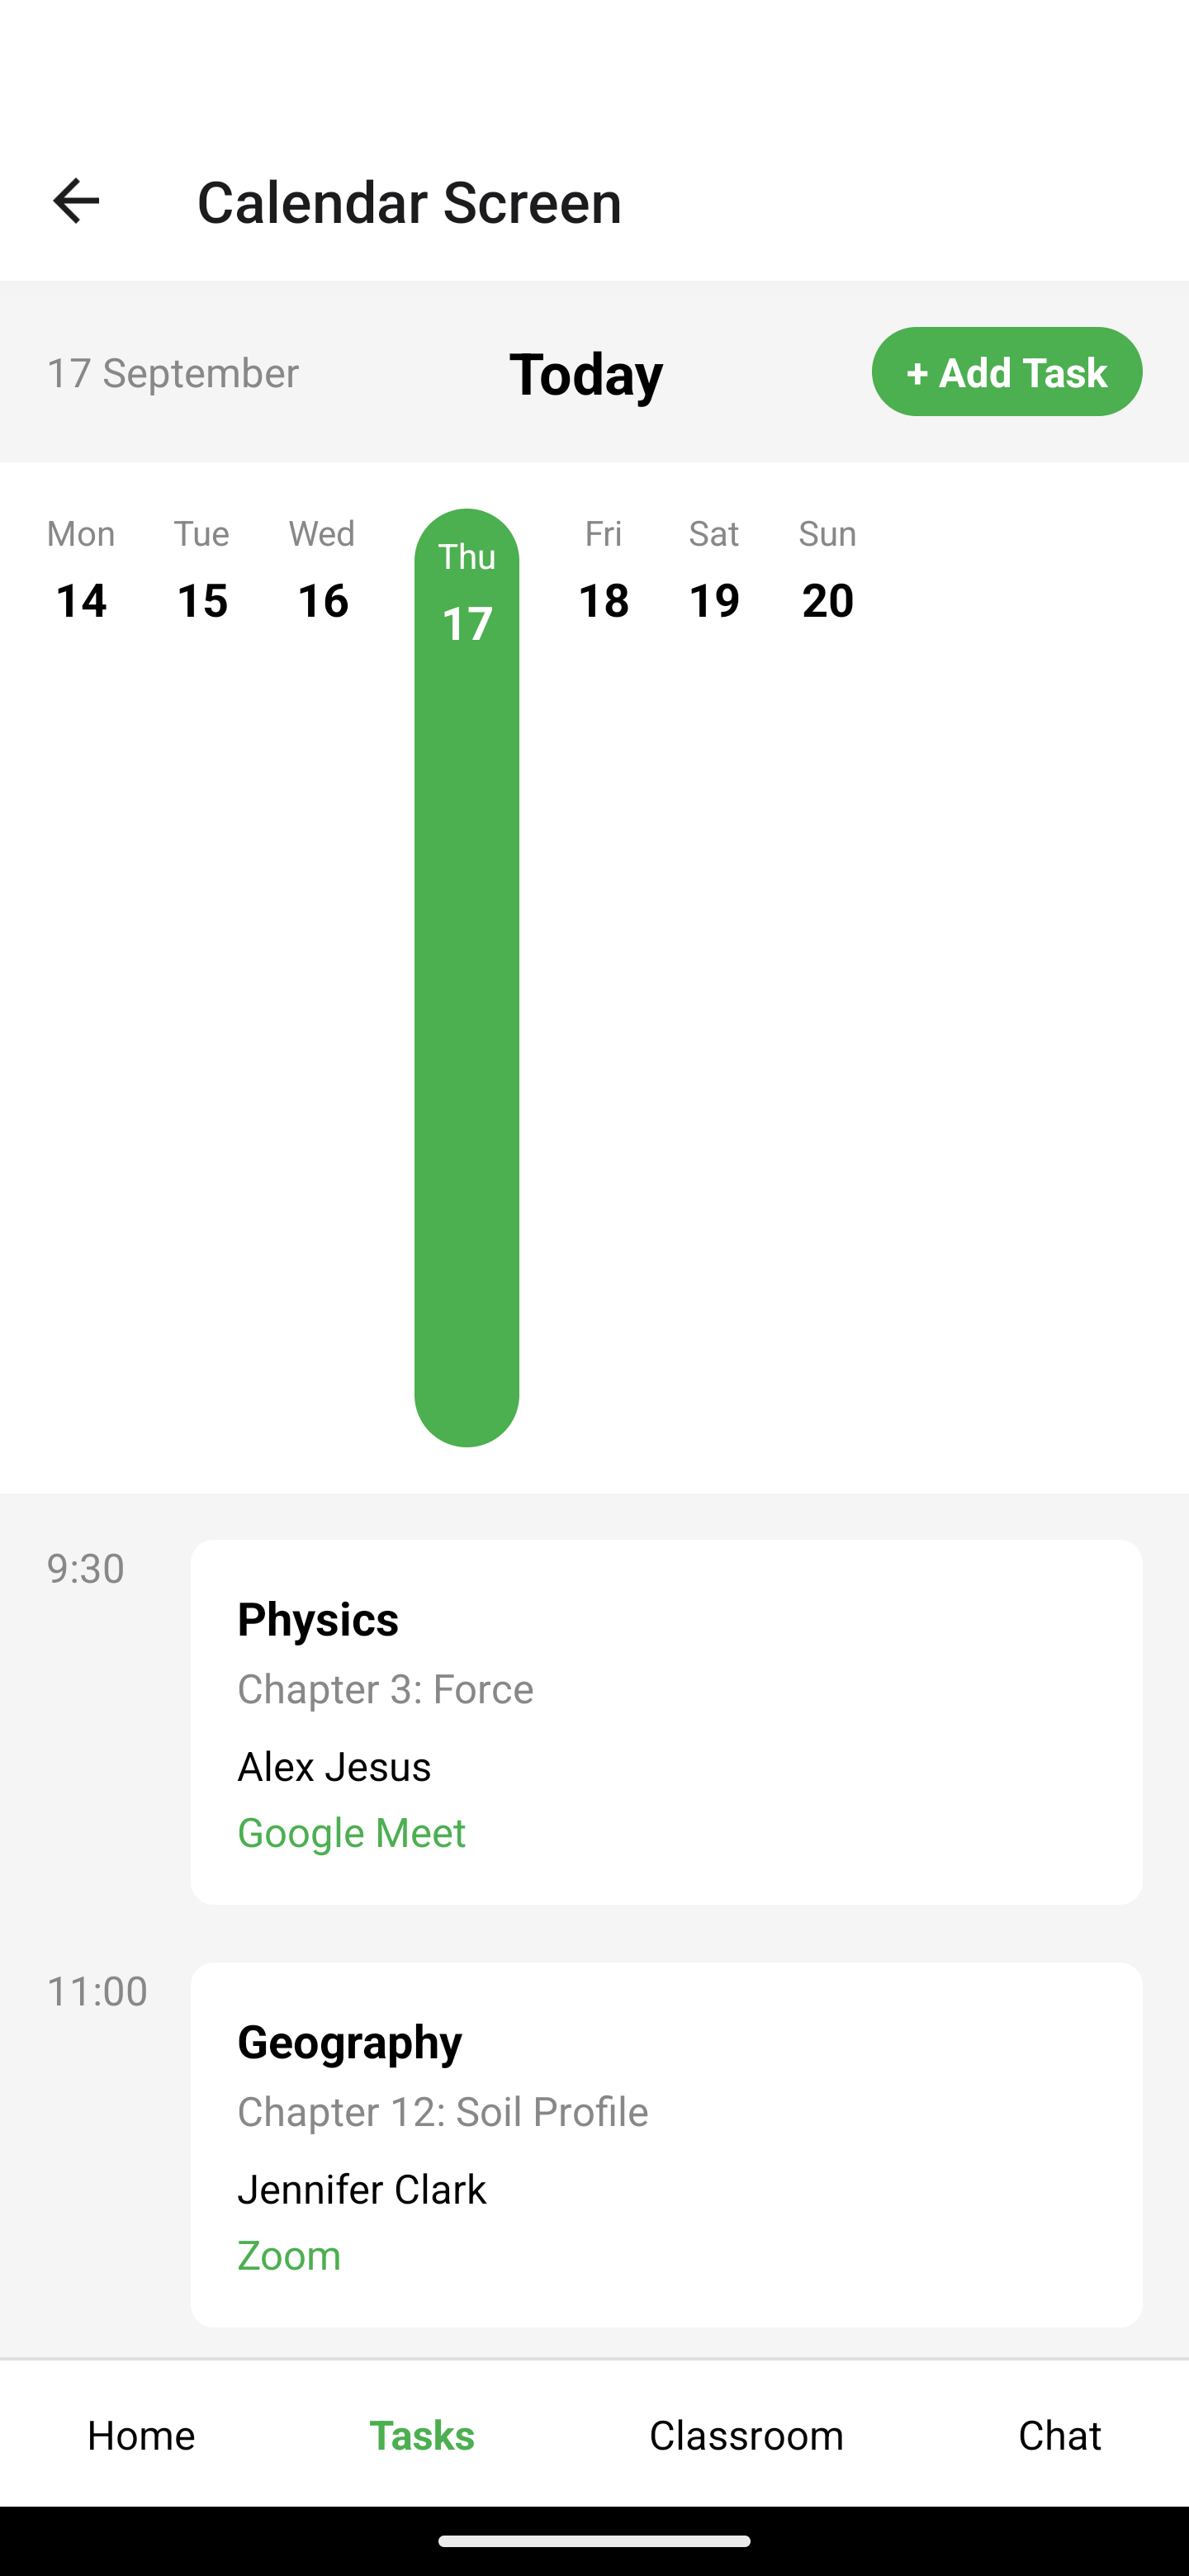 Calendar Screen
17 September
Today
+ Add Task
Mon Tue Wed Thu Fri Sat Sun
14 15 16 17 18 19 20
9:30
Physics
Chapter 3: Force
Alex Jesus
Google Meet
11:00
Geography
Chapter 12: Soil Profile
Jennifer Clark
Zoom
Home Tasks Classroom Chat